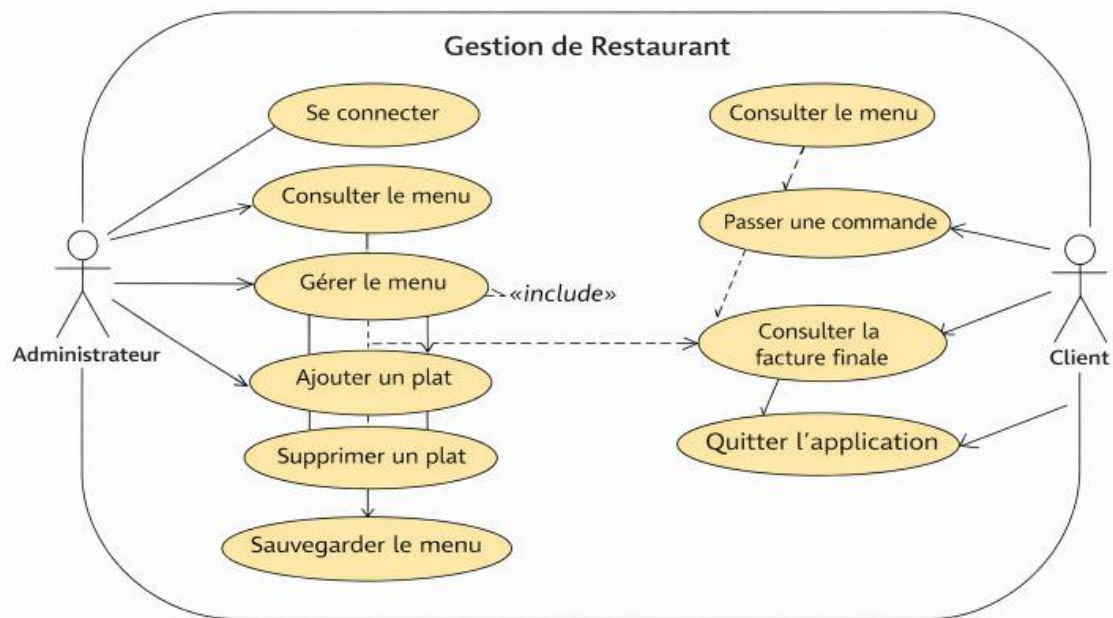 Gestion de Restaurant
Se connecter
Consulter le menu
Gérer le menu
«include»
Ajouter un plat
Supprimer un plat
Sauvegarder le menu
Administrateur
Consulter le menu
Passer une commande
Consulter la
facture finale
Quitter l'application
Client